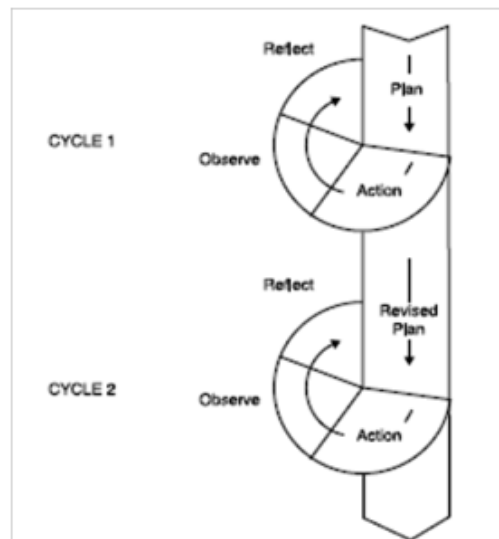 Reflect
Plan
CYCLE 1
Observe
Action
Reflect
Revised
Plan
CYCLE 2
Observe
Action